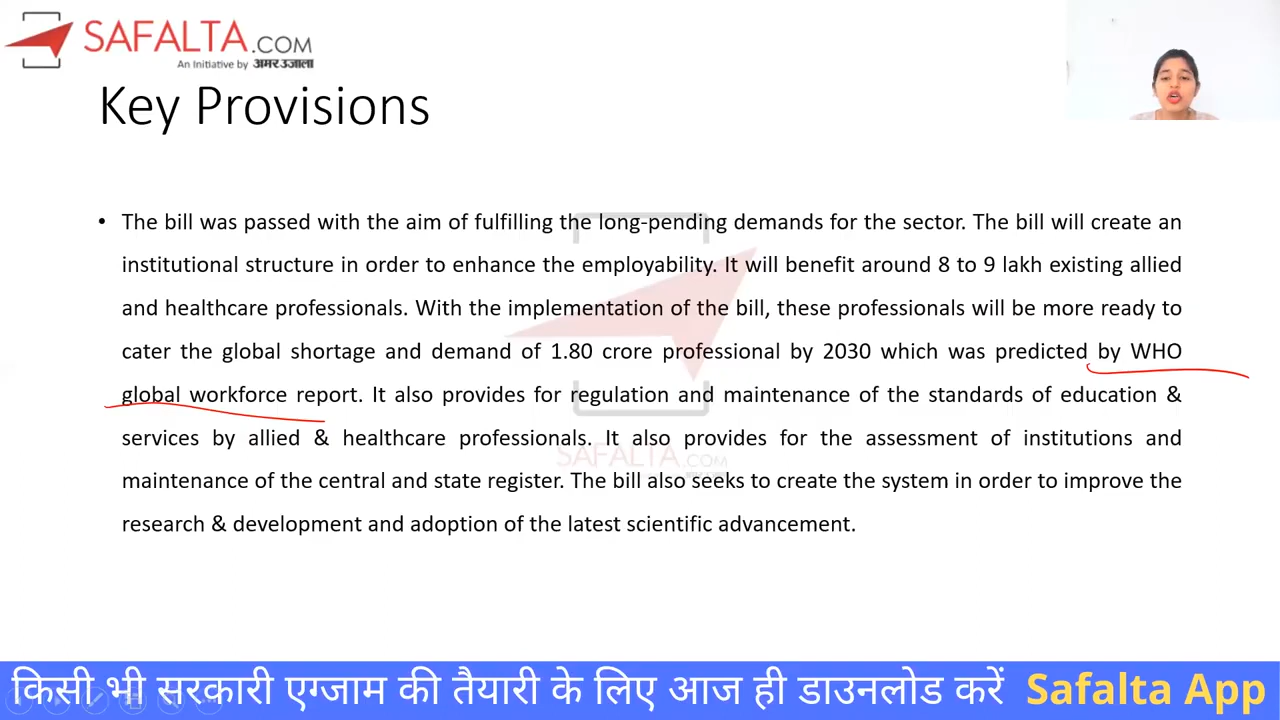 SAFALTA.COM
An Initiative by अमर उजाला
Key Provisions
• The bill was passed with the aim of fulfilling the long-pending demands for the sector. The bill will create an
institutional structure in order to enhance the employability. It will benefit around 8 to 9 lakh existing allied
and healthcare professionals. With the implementation of the bill, these professionals will be more ready to
cater the global shortage and demand of 1.80 crore professional by 2030 which was predicted by WHO
global workforce report. It also provides for regulation and maintenance of the standards of education &
services by allied & healthcare professionals. It also provides for the assessment of institutions and
maintenance of the central and state register. The bill also seeks to create the system in order to improve the
research & development and adoption of the latest scientific advancement.
SAFALTA.COM
किसी भी सरकारी एग्जाम की तैयारी के लिए आज ही डाउनलोड करें Safalta App